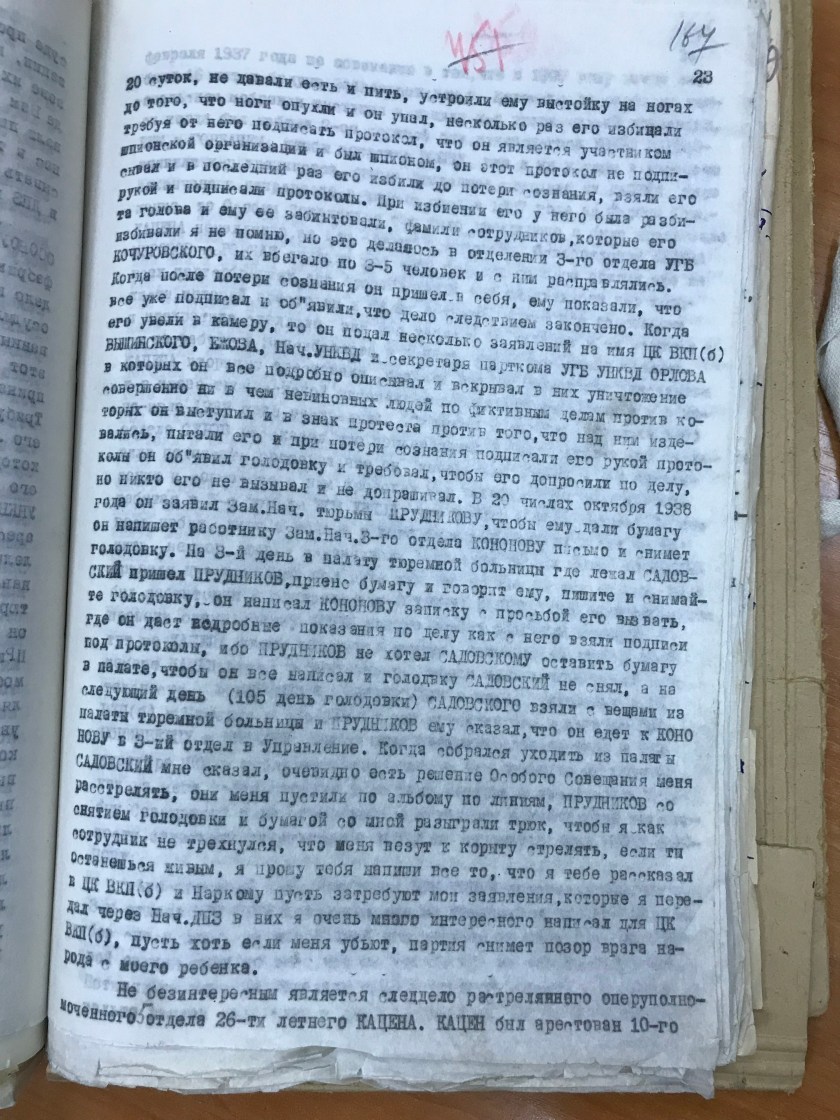 167
23
20 суток, не давали есть и пить, устроили ему выстойку на ногах
до того, что ноги опухли и он упал, несколько раз его избицали
требуя от него подписать протокол, что он является участником
шпионской организации и был шпионом, он этот протокол не подпи-
сывал и в последний раз его избили до потери сознания, взяли его
рукой и подписали протоколы. При избиении его у него была разби-
та голова и ему ее забинтовали, фамилии сотрудников,которые его
избивали я не помню, но это делалось в отделении 3-го отдела УГБ
КОЧУРОВСКОГО, их вбегало по 3-5 человек и с ним расправлялись.
Когда после потери сознания он пришел в себя, ему показали, что
все уже подписал и об"явили,что дело следствием закончено. Когда
его увели в камеру, то он подал несколько заявлений на имя ЦК ВКП(б)
ВЫШИНСКОГО, ЕЖОВА, Нач.УНКВД и секретаря парткома УГБ УНКВД ОРЛОВА
в которых он все подробно описывал и вскрывал в них уничтожение
совершенно ни в чем невиновных людей по фиктивным делам против ко-
торых он выступил и в знак протеста против того,что над ним изде-
вались, пытали его и при потери сознания подписали его рукой прото-
колы он об"явил голодовку и требовал,чтобы его допросили по делу,
но никто его не вызывал и не допрашивал. В 20 числах октября 1938
года он заявил Зам.Нач. тюрьмы ПРУДНИКОВУ,чтобы ему дали бумагу
он напишет работнику Зам.Нач.3-го отдела КОНОНОВУ письмо и снимет
голодовку. На 3-й день в палату тюремной больницы где лежал САДОВ-
СКИЙ пришел ПРУДНИКОВ,принес бумагу и говорит ему, пишите и снимай-
те голодовку, он написал КОНОНОВУ записку с просьбой его вызвать,
где он даст подробные показания по делу как с него взяли подписи
под протоколы, ибо ПРУДНИКОВ не хотел САДОВСКОМУ оставить бумагу
в палате,чтобы он все написал и голодвку САДОВСКИЙ не снял, а на
следующий день (105 день голодовки) САДОВСКОГО взяли с вещами из
палаты тюремной больницы и ПРУДНИКОВ ему сказал,что он едет к КОНО
НОВУ в 3-ий отдел в Управление. Когда собрался уходить из палаты
САДОВСКИЙ мне сказал, очевидно есть решение Особого Совещания меня
расстрелять, они меня пустили по альбому по линиям, ПРУДНИКОВ со
снятием голодовки и бумагой со мной разыграли трюк, чтобы я как
сотрудник не трехнулся, что меня везут к корыту стрелять, если ты
останешься живым, я прошу тебя напиши все то, что я тебе рассказал
в ЦК ВКП(б) и Наркому пусть затребуют мои заявления,которые я пере-
дал через Нач.ДПЗ в них я очень много интересного написал для ЦК
ВКП(б), пусть хоть если меня убьют, партия снимет позор врага на-
рода с моего ребенка.
Не безинтересным является следдело растрелянного оперуполно-
моченного 5 отдела 26-ти летнего КАЦЕНА. КАЦЕН был арестован 10-го